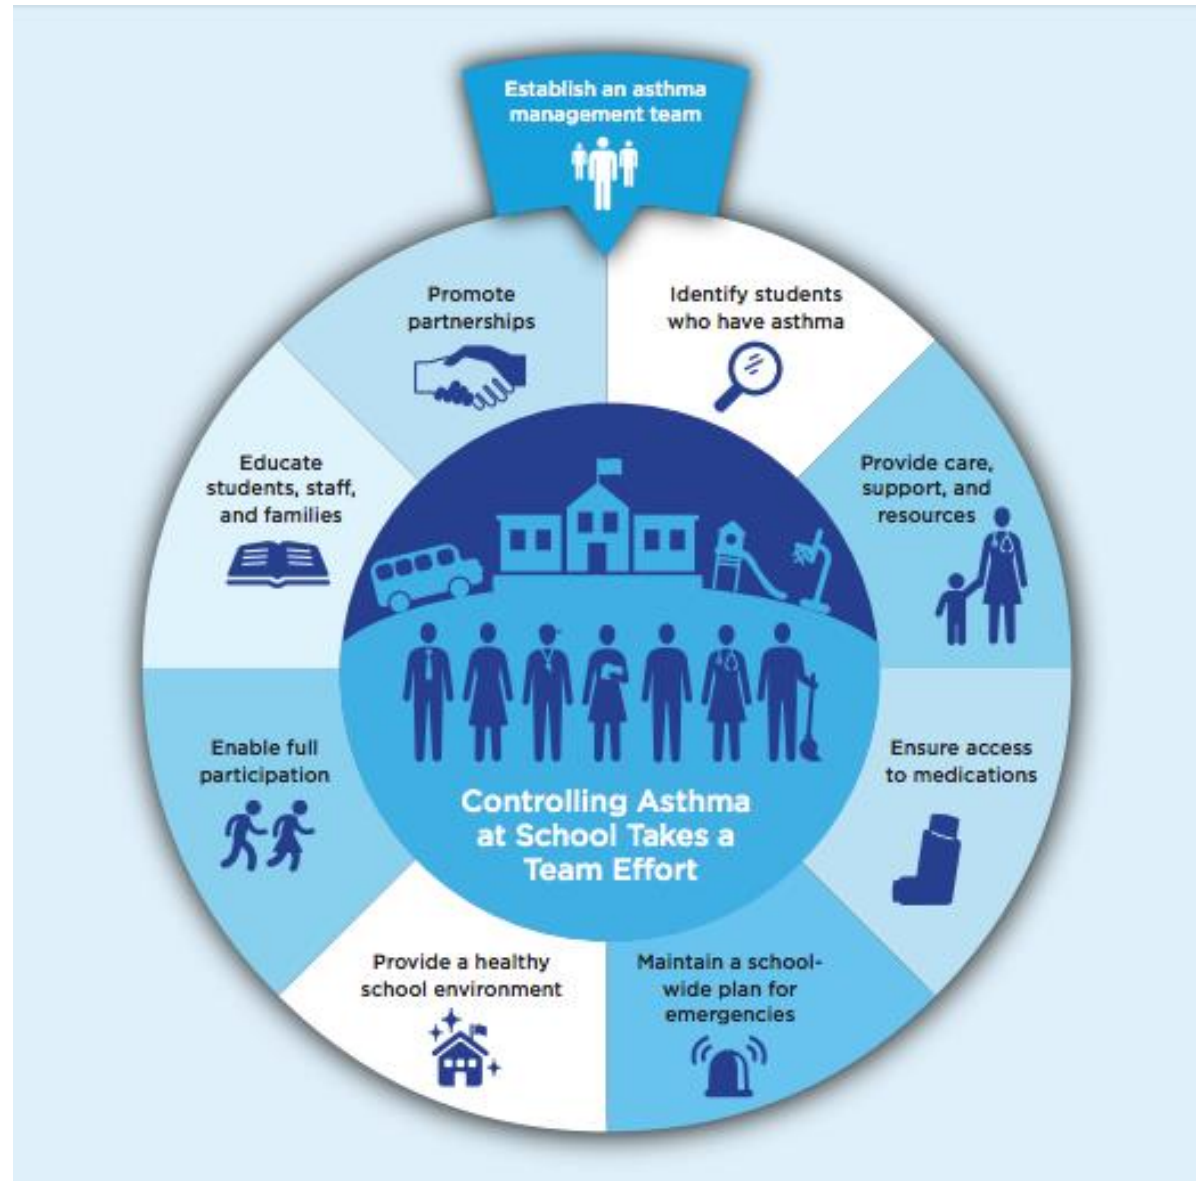 Establish an asthma
management team
Identify students
who have asthma
Provide care,
support, and
resources
Ensure access
to medications
Maintain a school-
wide plan for
emergencies
Provide a healthy
school environment
Enable full
participation
Educate
students, staff,
and families
Promote
partnerships
Controlling Asthma
at School Takes a
Team Effort